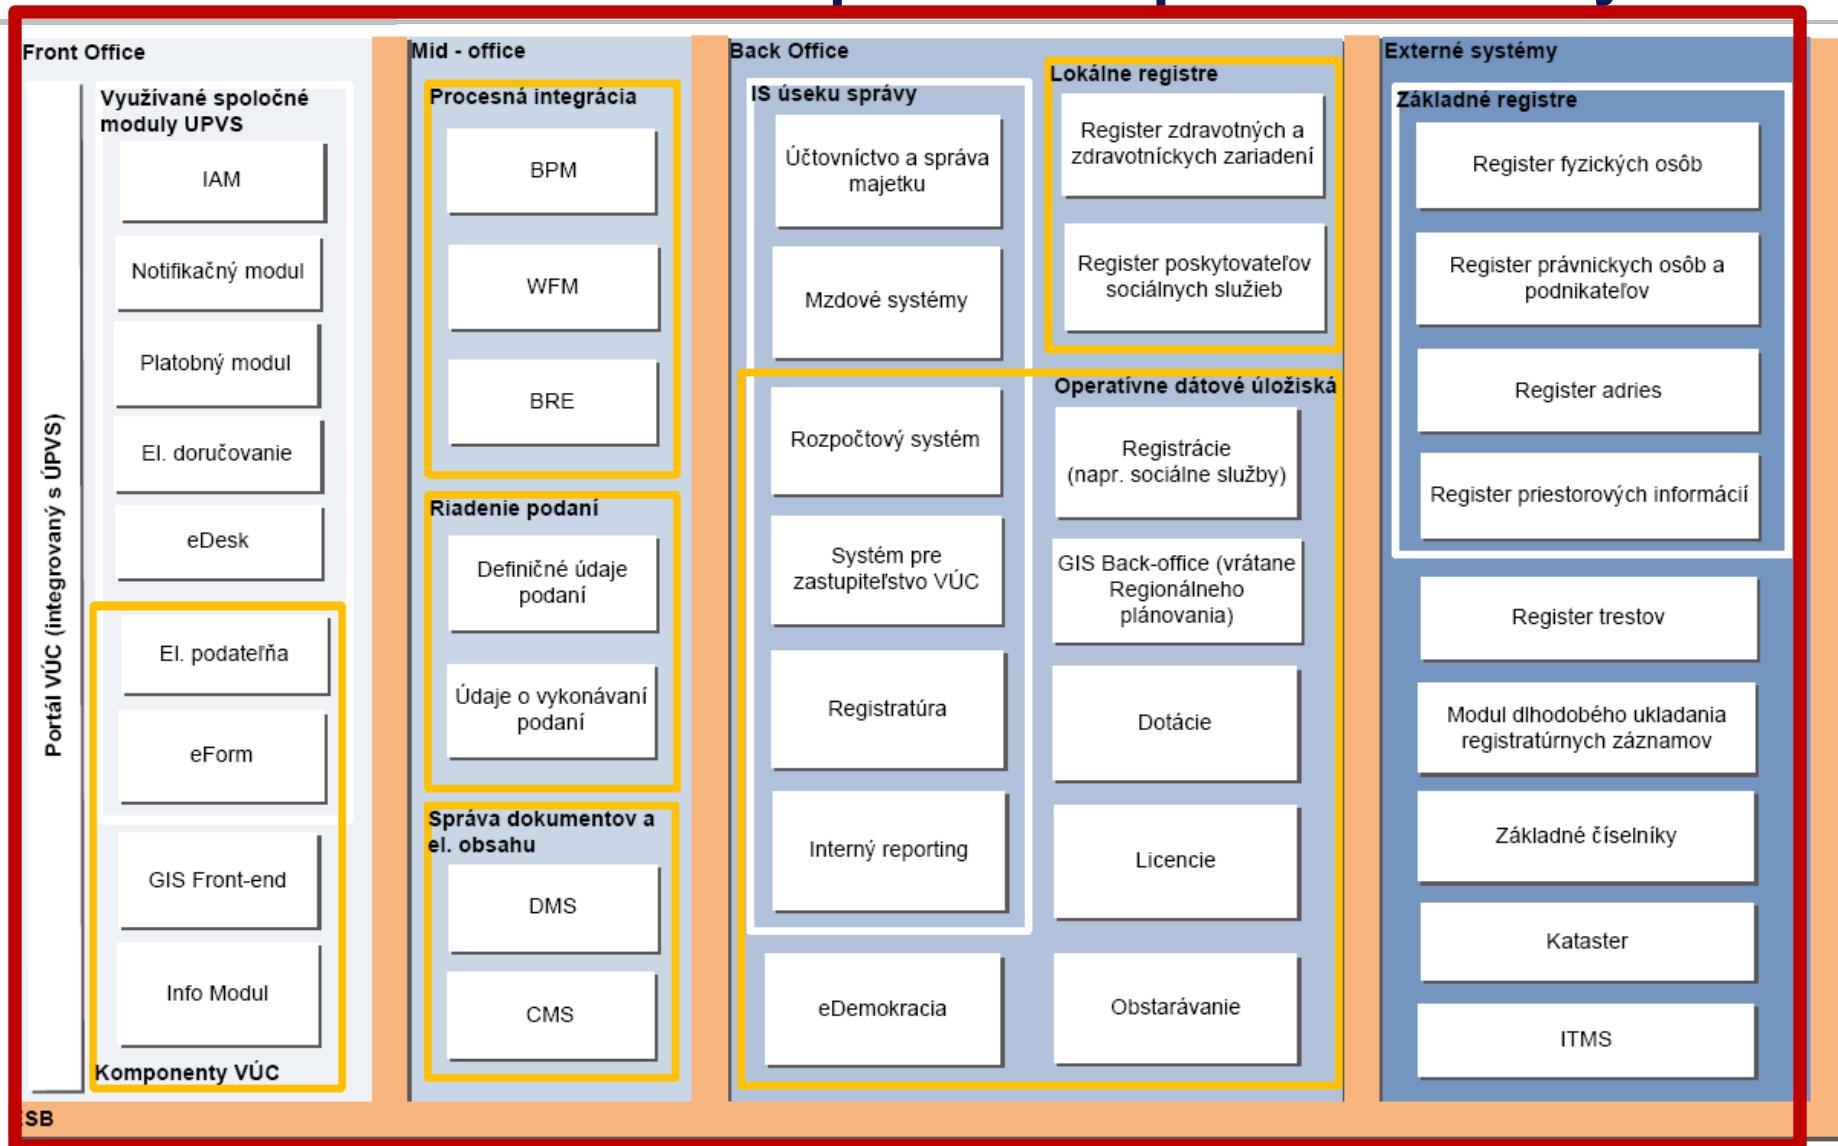 Front Office
Portál VÚC (integrovaný s ÚPVS)
Využívané spoločné
moduly UPVS
IAM
Notifikačný modul
Platobný modul
El. doručovanie
eDesk
El. podateľňa
eForm
GIS Front-end
Info Modul
Komponenty VÚC
Mid - office
Procesná integrácia
BPM
WFM
BRE
Riadenie podaní
Definičné údaje
podaní
Údaje o vykonávaní
podaní
Správa dokumentov a
el. obsahu
DMS
CMS
Back Office
IS úseku správy
Účtovníctvo a správa
majetku
Mzdové systémy
Rozpočtový systém
Systém pre
zastupiteľstvo VÚC
Registratúra
Interný reporting
eDemokracia
Lokálne registre
Register zdravotných a
zdravotníckych zariadení
Register poskytovateľov
sociálnych služieb
Operatívne dátové úložiská
Registrácie
(napr. sociálne služby)
GIS Back-office (vrátane
Regionálneho
plánovania)
Dotácie
Licencie
Obstarávanie
Externé systémy
Základné registre
Register fyzických osôb
Register právnickych osôb a
podnikateľov
Register adries
Register priestorových informácií
Register trestov
Modul dlhodobého ukladania
registratúrnych záznamov
Základné číselníky
Kataster
ITMS
ESB